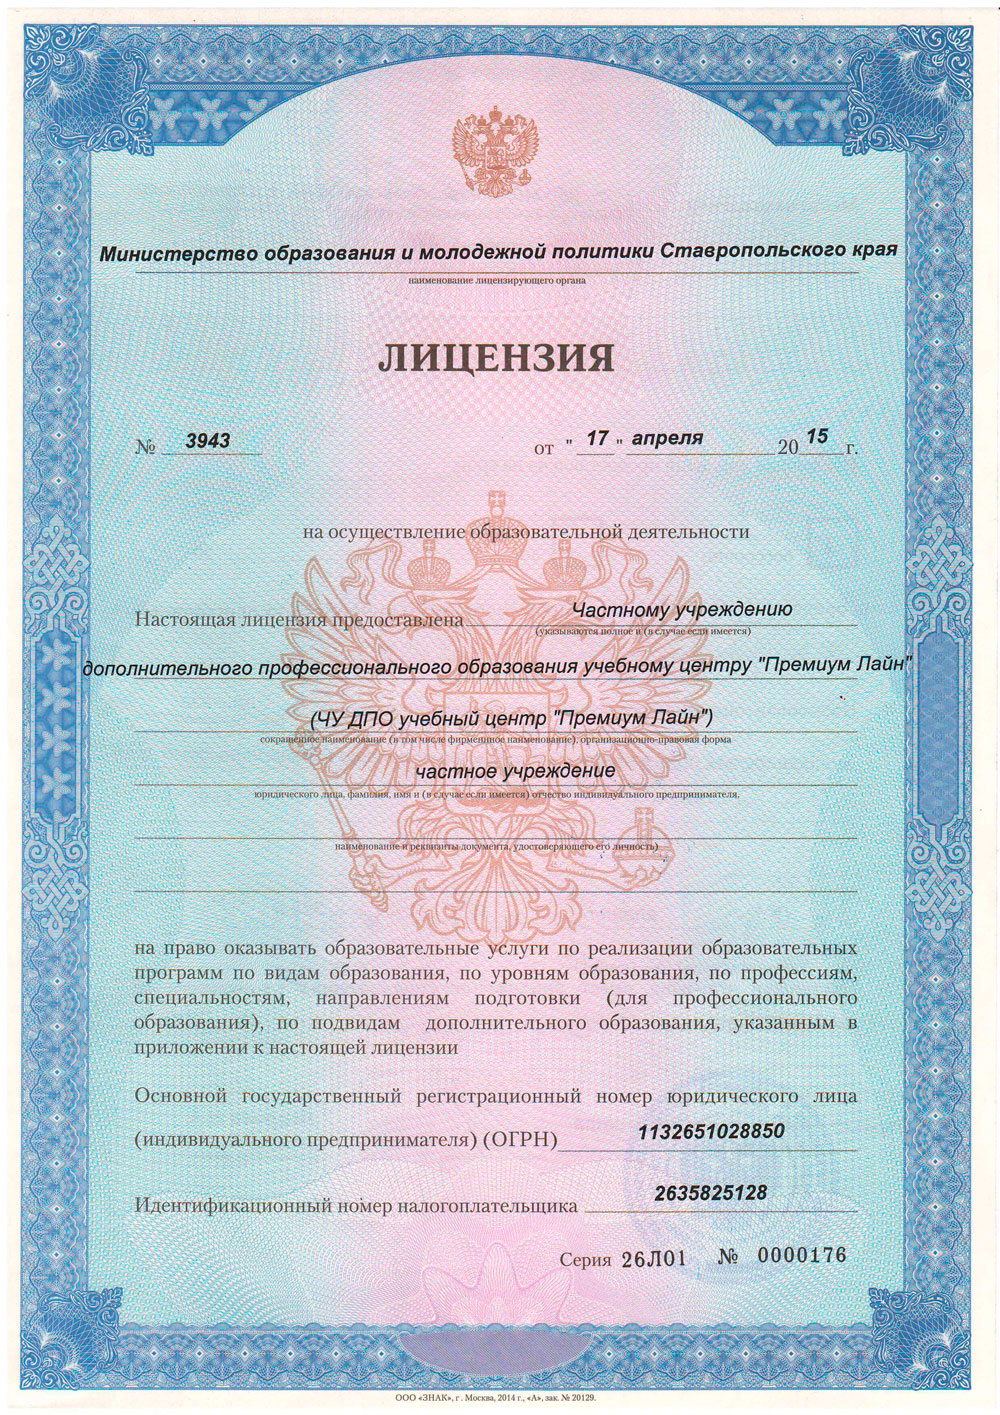 Министерство образования и молодежной политики Ставропольского края
наименование лицензирующего органа
ЛИЦЕНЗИЯ
№ 3943 от " 17 " апреля 20 15 г.
на осуществление образовательной деятельности
Настоящая лицензия предоставлена Частному учреждению
(указываются полное и (в случае если имеется)
дополнительного профессионального образования учебному центру "Премиум Лайн"
(ЧУ ДПО учебный центр "Премиум Лайн")
сокращенное наименование (в том числе фирменное наименование), организационно-правовая форма
частное учреждение
юридического лица, фамилия, имя и (в случае если имеется) отчество индивидуального предпринимателя,
наименование и реквизиты документа, удостоверяющего его личность)
на право оказывать образовательные услуги по реализации образовательных
программ по видам образования, по уровням образования, по профессиям,
специальностям, направлениям подготовки (для профессионального
образования), по подвидам дополнительного образования, указанным в
приложении к настоящей лицензии
Основной государственный регистрационный номер юридического лица
(индивидуального предпринимателя) (ОГРН) 1132651028850
Идентификационный номер налогоплательщика 2635825128
Серия 26Л01 № 0000176
ООО «ЗНАК», г. Москва, 2014 г., «А», зак. № 20129.